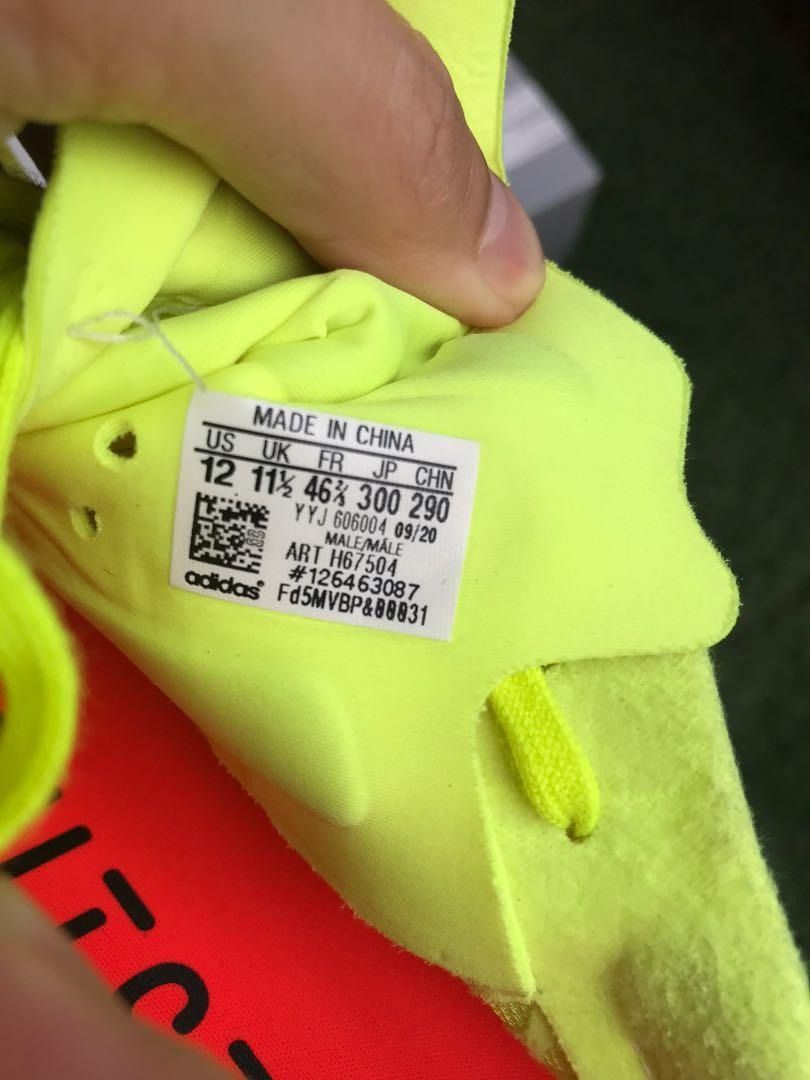 MADE IN CHINA
US UK FR JP CHN
12 11½ 46⅔ 300 290
YYJ 606004 09/20
MALE/MÂLE
ART H67504
#126463087
adidas®